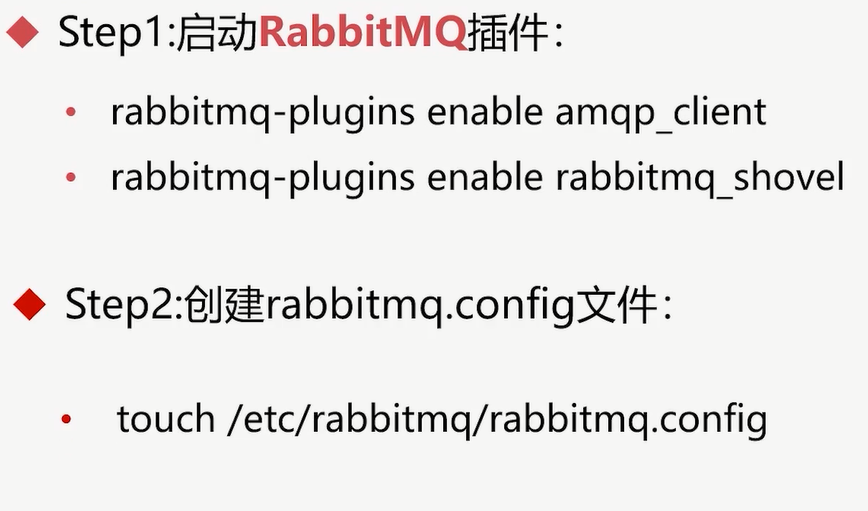 Step1:启动RabbitMQ插件：
rabbitmq-plugins enable amqp_client
rabbitmq-plugins enable rabbitmq_shovel
Step2:创建rabbitmq.config文件：
touch /etc/rabbitmq/rabbitmq.config